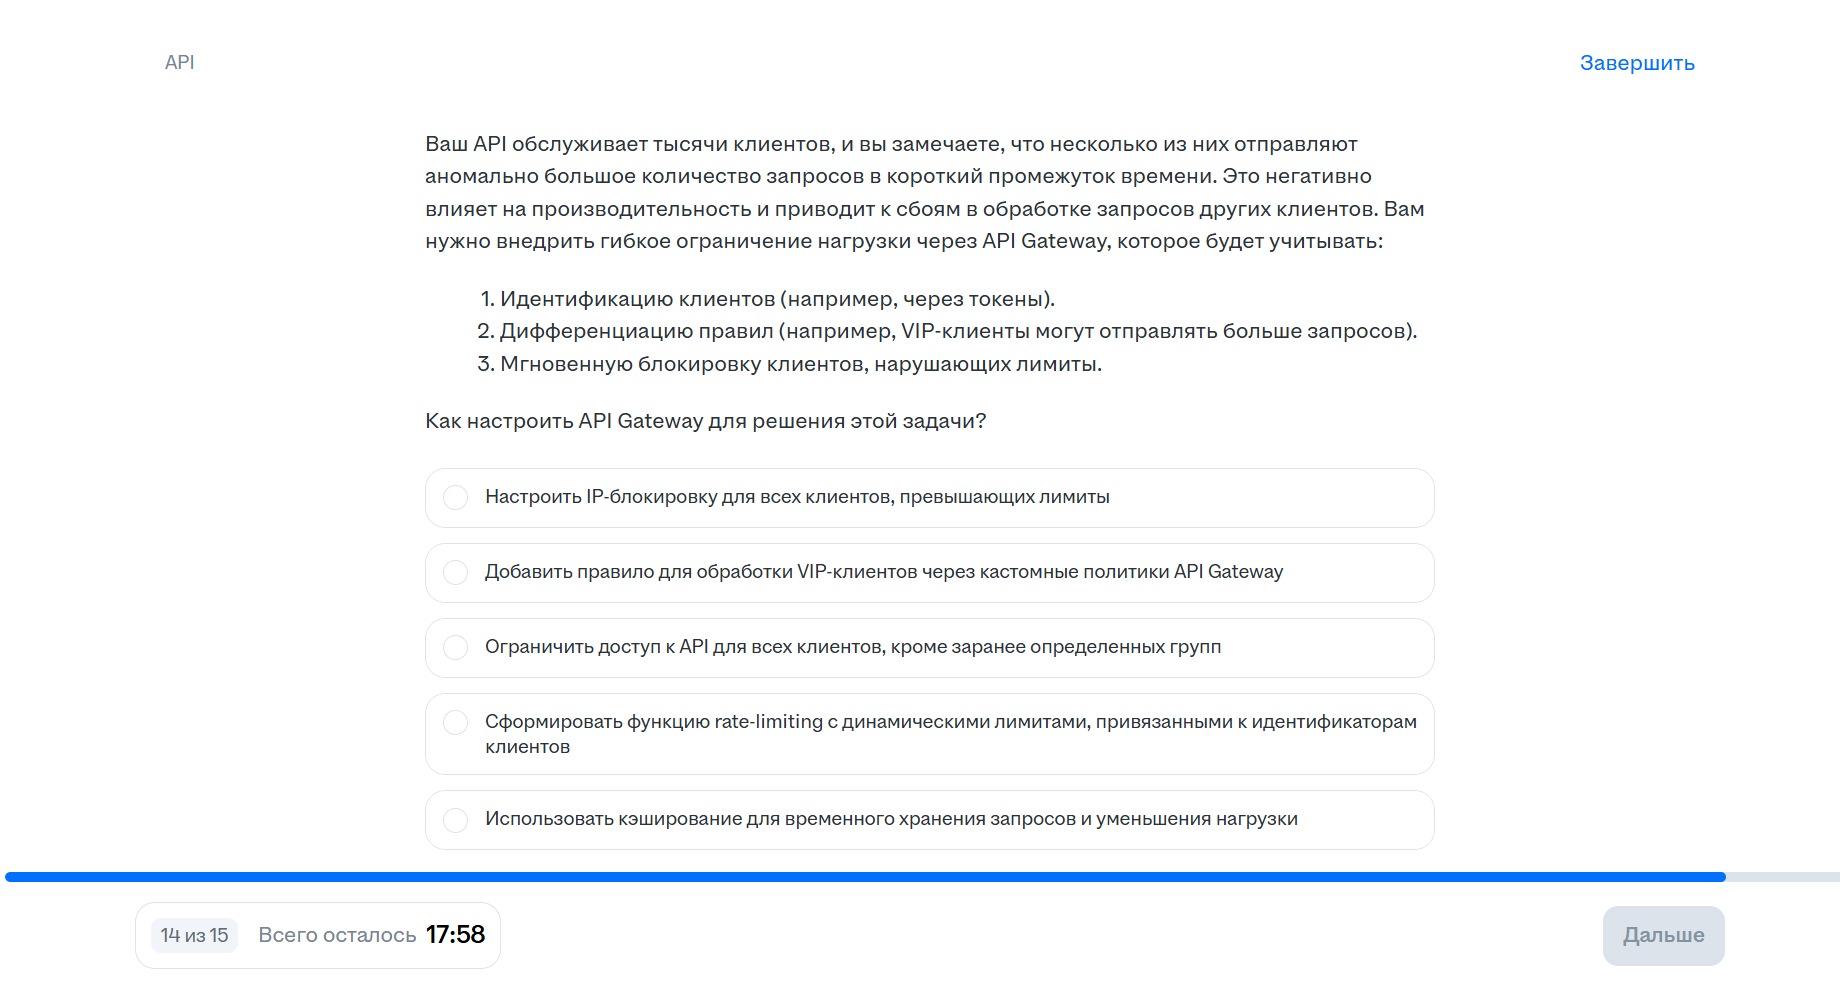 API
Завершить
Ваш API обслуживает тысячи клиентов, и вы замечаете, что несколько из них отправляют
аномально большое количество запросов в короткий промежуток времени. Это негативно
влияет на производительность и приводит к сбоям в обработке запросов других клиентов. Вам
нужно внедрить гибкое ограничение нагрузки через API Gateway, которое будет учитывать:
1. Идентификацию клиентов (например, через токены).
2. Дифференциацию правил (например, VIP-клиенты могут отправлять больше запросов).
3. Мгновенную блокировку клиентов, нарушающих лимиты.
Как настроить API Gateway для решения этой задачи?
Настроить IP-блокировку для всех клиентов, превышающих лимиты
Добавить правило для обработки VIP-клиентов через кастомные политики API Gateway
Ограничить доступ к API для всех клиентов, кроме заранее определенных групп
Сформировать функцию rate-limiting с динамическими лимитами, привязанными к идентификаторам
клиентов
Использовать кэширование для временного хранения запросов и уменьшения нагрузки
14 из 15 Всего осталось 17:58
Дальше